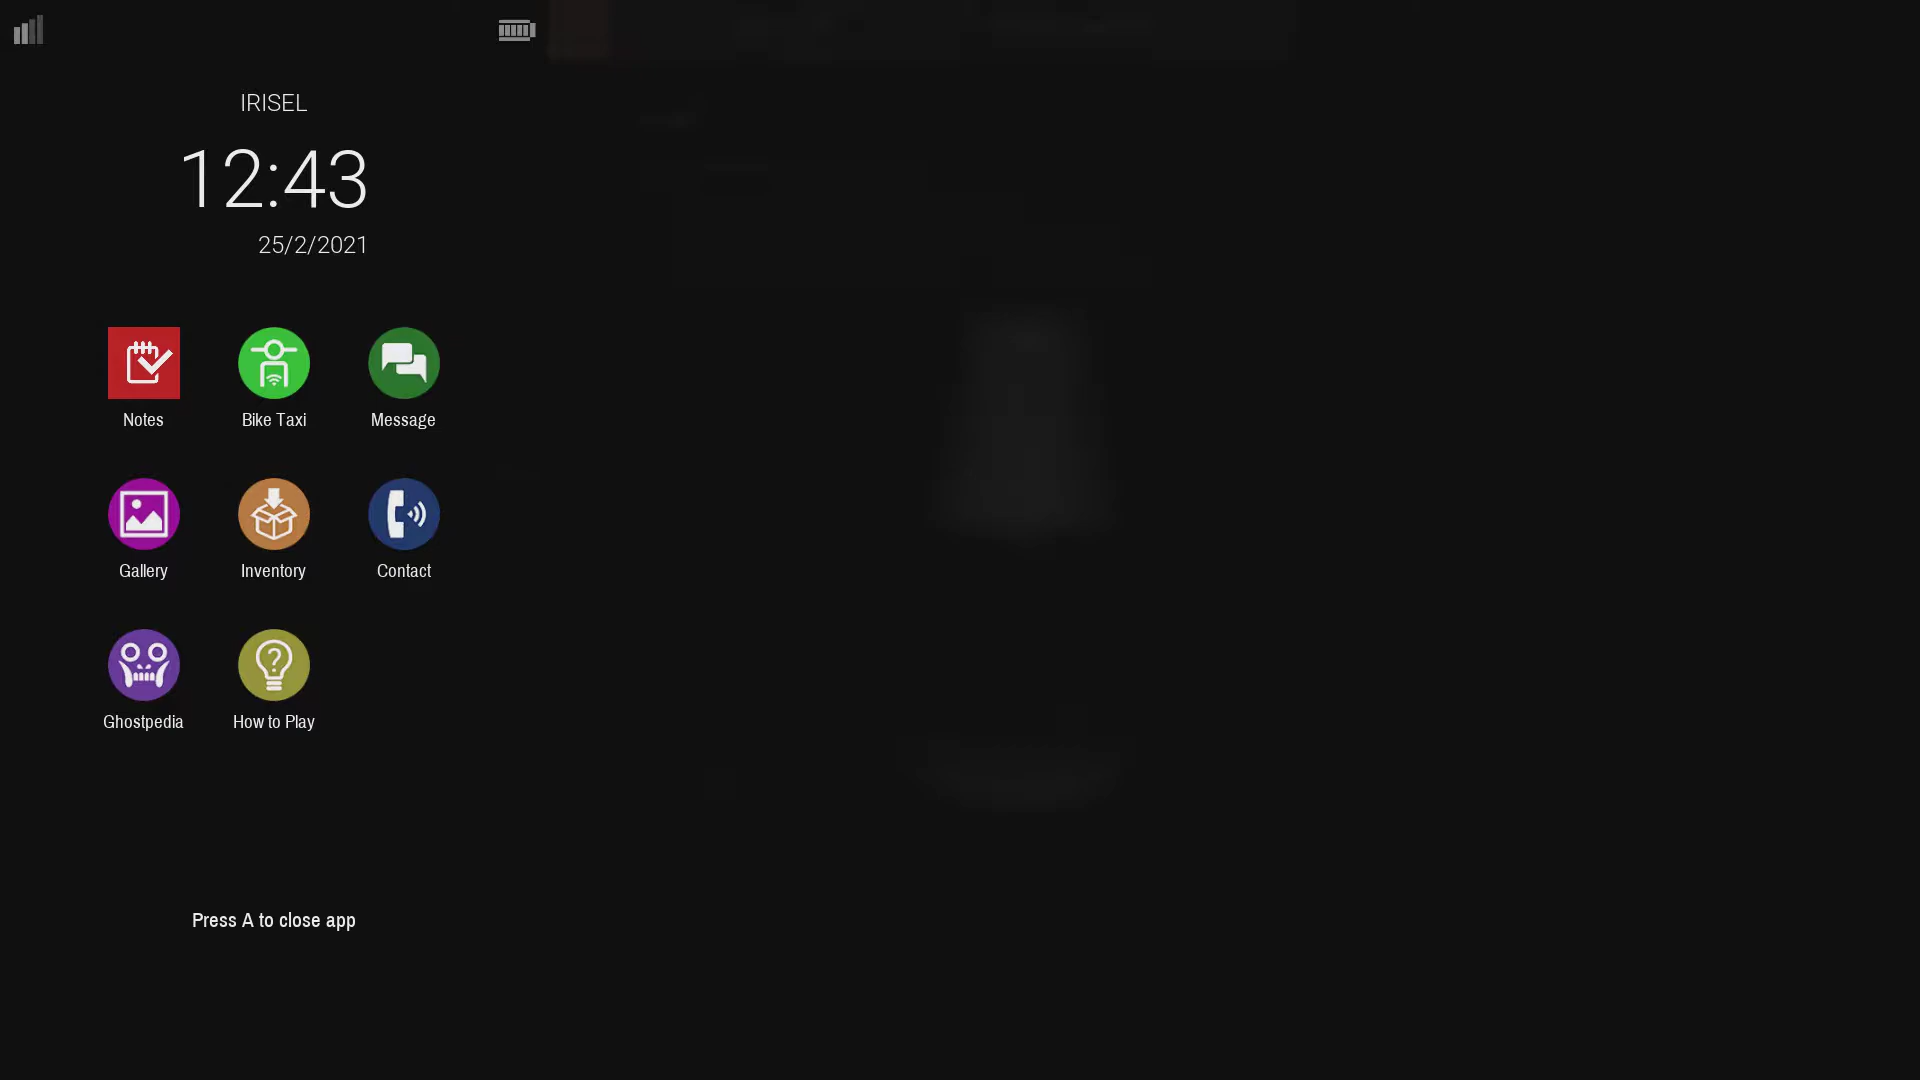 IRISEL
12:43
25/2/2021
Notes
Bike Taxi
Message
Gallery
Inventory
Contact
Ghostpedia
How to Play
Press A to close app